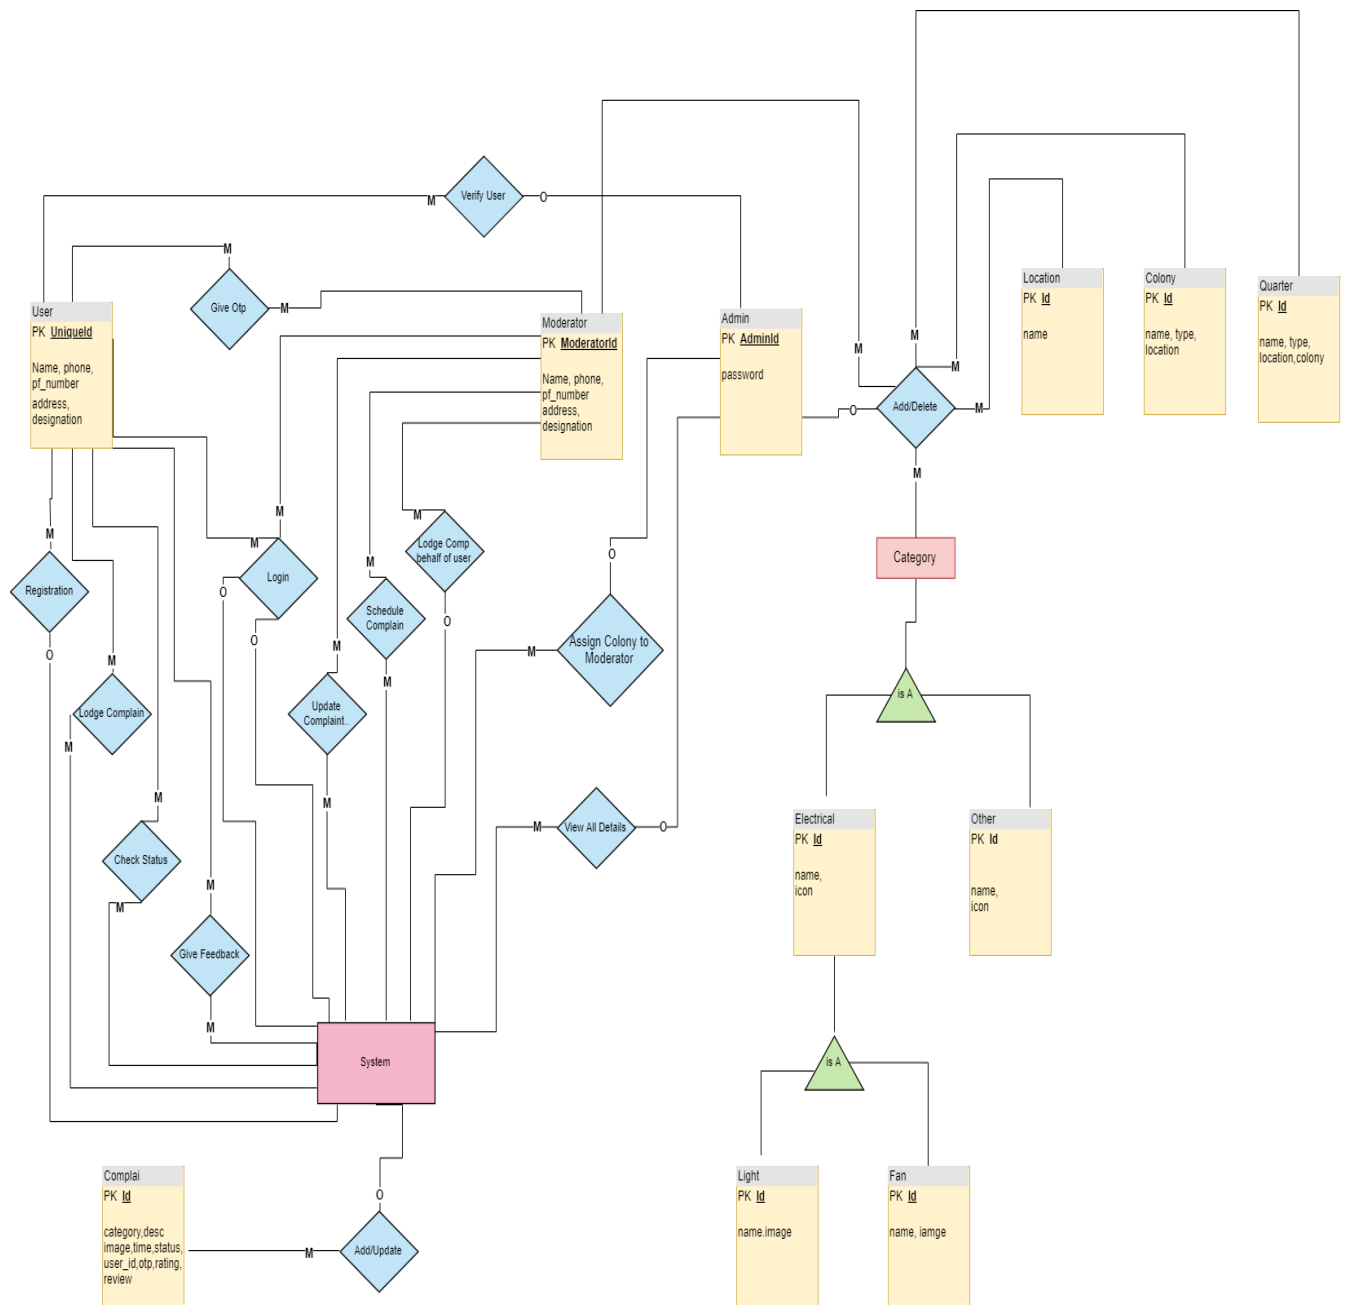 M
M
M
Verify User
M
O
Location
PK Id
name
Colony
PK Id
name, type,
location
Quarter
PK Id
name, type,
location,colony
M
Give Otp
M
User
PK UniqueId
Name, phone,
pf_number
address,
designation
Moderator
PK ModeratorId
Name, phone,
pf_number
address,
designation
Admin
PK AdminId
password
M
M
M
Add/Delete
O
M
M
M
Lodge Comp
behalf of user
O
M
Category
M
Registration
O
M
M
Login
O
O
M
Schedule
Complain
M
O
Assign Colony to
Moderator
M
M
Lodge Complain
M
M
Update
Complaint..
M
is A
M
Check Status
M
M
View All Details
O
Electrical
PK Id
name,
icon
Other
PK Id
name,
icon
M
Give Feedback
M
System
is A
Complai
PK Id
category,desc
image,time,status,
user_id,otp,rating,
review
O
Add/Update
M
Light
PK Id
name.image
Fan
PK Id
name, iamge